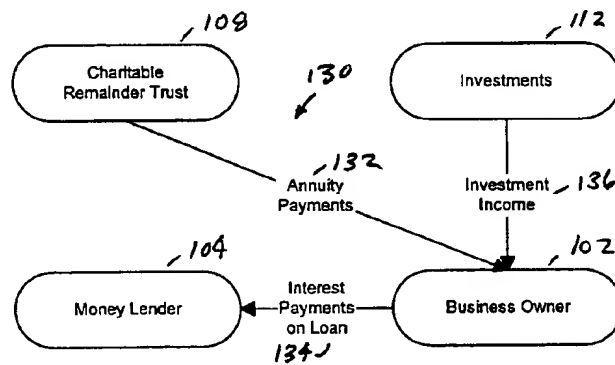 108
112
Charitable
Remainder Trust
130
Investments
132
Annuity
Payments
Investment
Income
136
104
102
Money Lender
Interest
Payments
on Loan
134
Business Owner